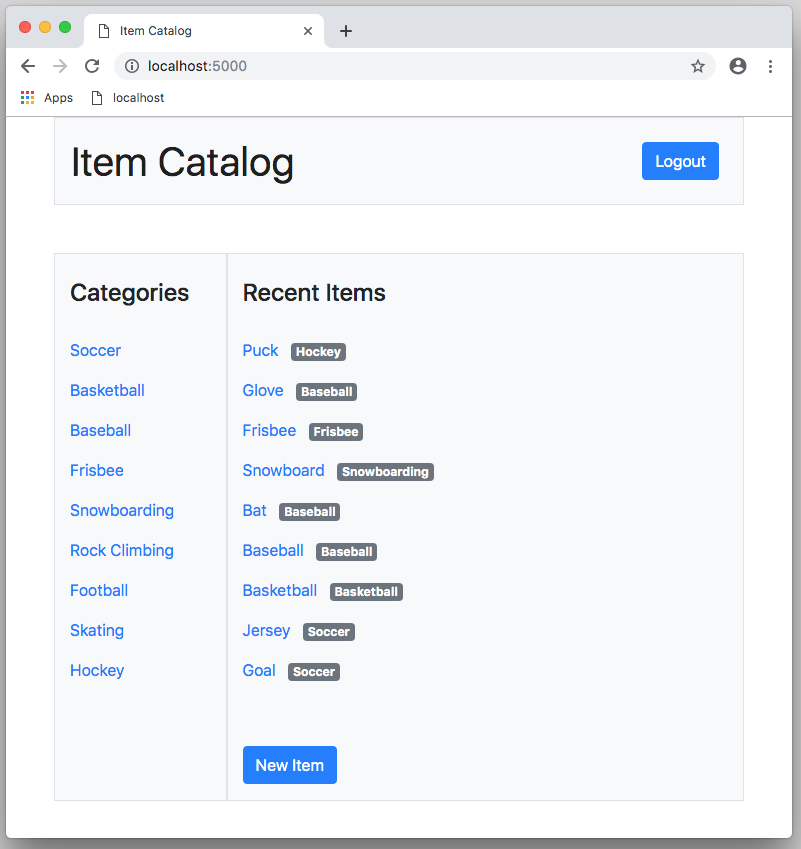 Item Catalog
localhost:5000
Apps localhost
Item Catalog Logout
Categories
Soccer
Basketball
Baseball
Frisbee
Snowboarding
Rock Climbing
Football
Skating
Hockey
Recent Items
Puck Hockey
Glove Baseball
Frisbee Frisbee
Snowboard Snowboarding
Bat Baseball
Baseball Baseball
Basketball Basketball
Jersey Soccer
Goal Soccer
New Item